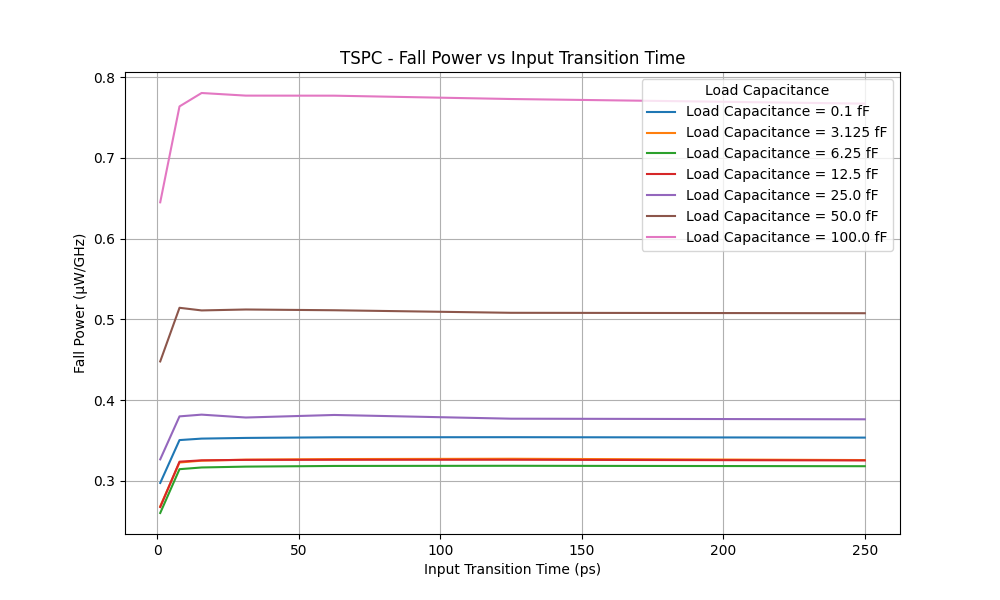 TSPC - Fall Power vs Input Transition Time
Fall Power (μW/GHz)
0.8
0.7
0.6
0.5
0.4
0.3
Load Capacitance
Load Capacitance = 0.1 fF
Load Capacitance = 3.125 fF
Load Capacitance = 6.25 fF
Load Capacitance = 12.5 fF
Load Capacitance = 25.0 fF
Load Capacitance = 50.0 fF
Load Capacitance = 100.0 fF
0 50 100 150 200 250
Input Transition Time (ps)